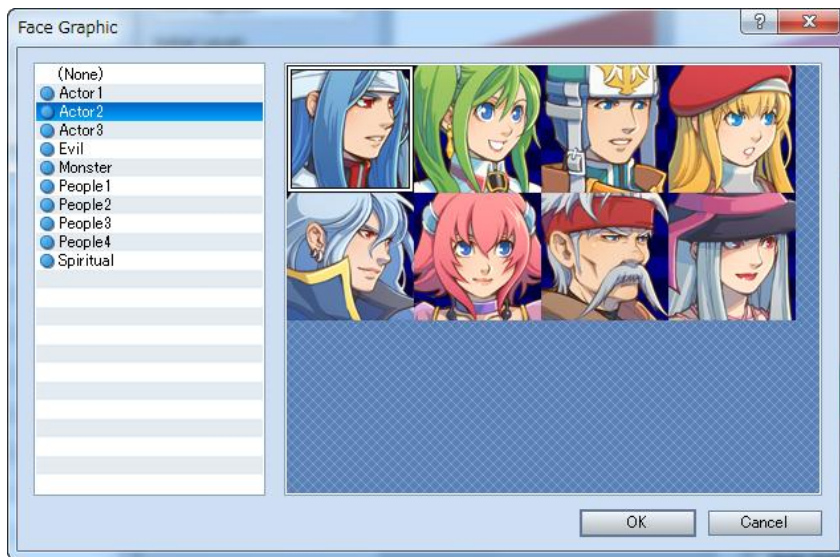 Face Graphic
(None)
Actor1
Actor2
Actor3
Evil
Monster
People1
People2
People3
People4
Spiritual
OK
Cancel